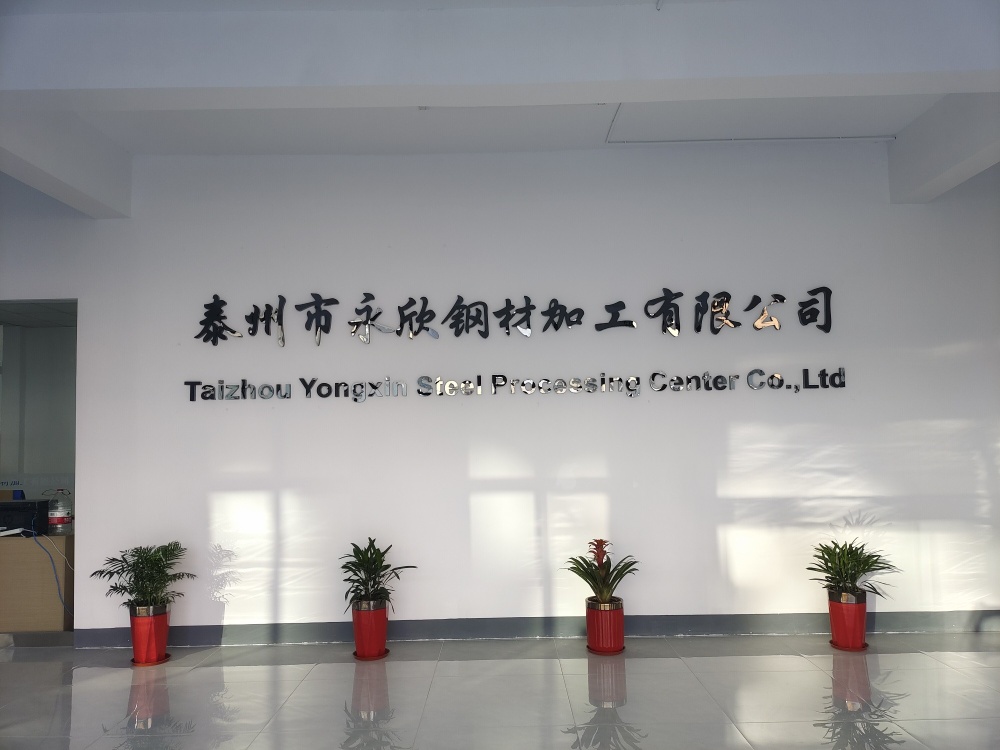 泰州市永欣钢材加工有限公司
Taizhou Yongxin Steel Processing Center Co.,Ltd